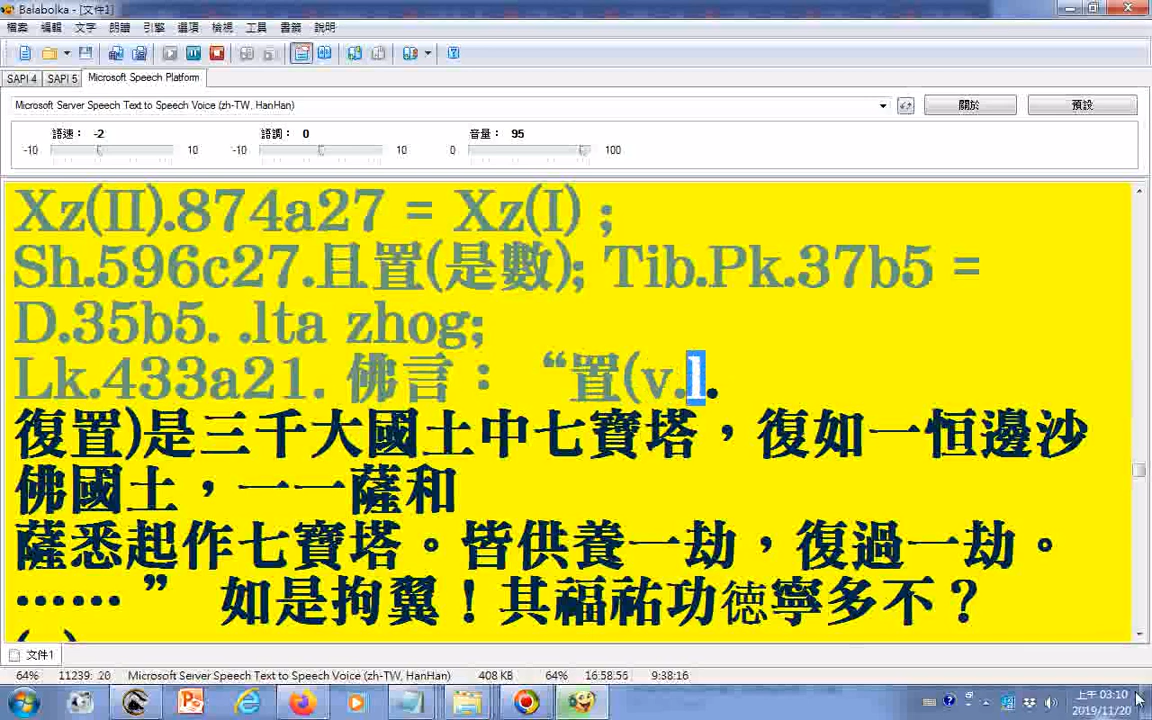 Balabolka - [文件1]
檔案 編輯 文字 朗讀 引擎 選項 檢視 工具 書籤 說明
SAPI 4 SAPI 5 Microsoft Speech Platform
Microsoft Server Speech Text to Speech Voice (zh-TW, HanHan) 關於 預設
語速： -2 語調： 0 音量： 95
-10 10 -10 10 0 100
Xz(II).874a27 = Xz(I) ;
Sh.596c27.且置(是數); Tib.Pk.37b5 =
D.35b5. .lta zhog;
Lk.433a21. 佛言： “置(v.l.
復置)是三千大國土中七寶塔，復如一恒邊沙
佛國土，一一薩和
薩悉起作七寶塔。皆供養一劫，復過一劫。
…… ” 如是拘翼！其福祐功德寧多不？
文件1
64% 11239: 20 Microsoft Server Speech Text to Speech Voice (zh-TW, HanHan) 408 KB 64% 16:58:55 9:38:16
上午 03:10
2019/11/20